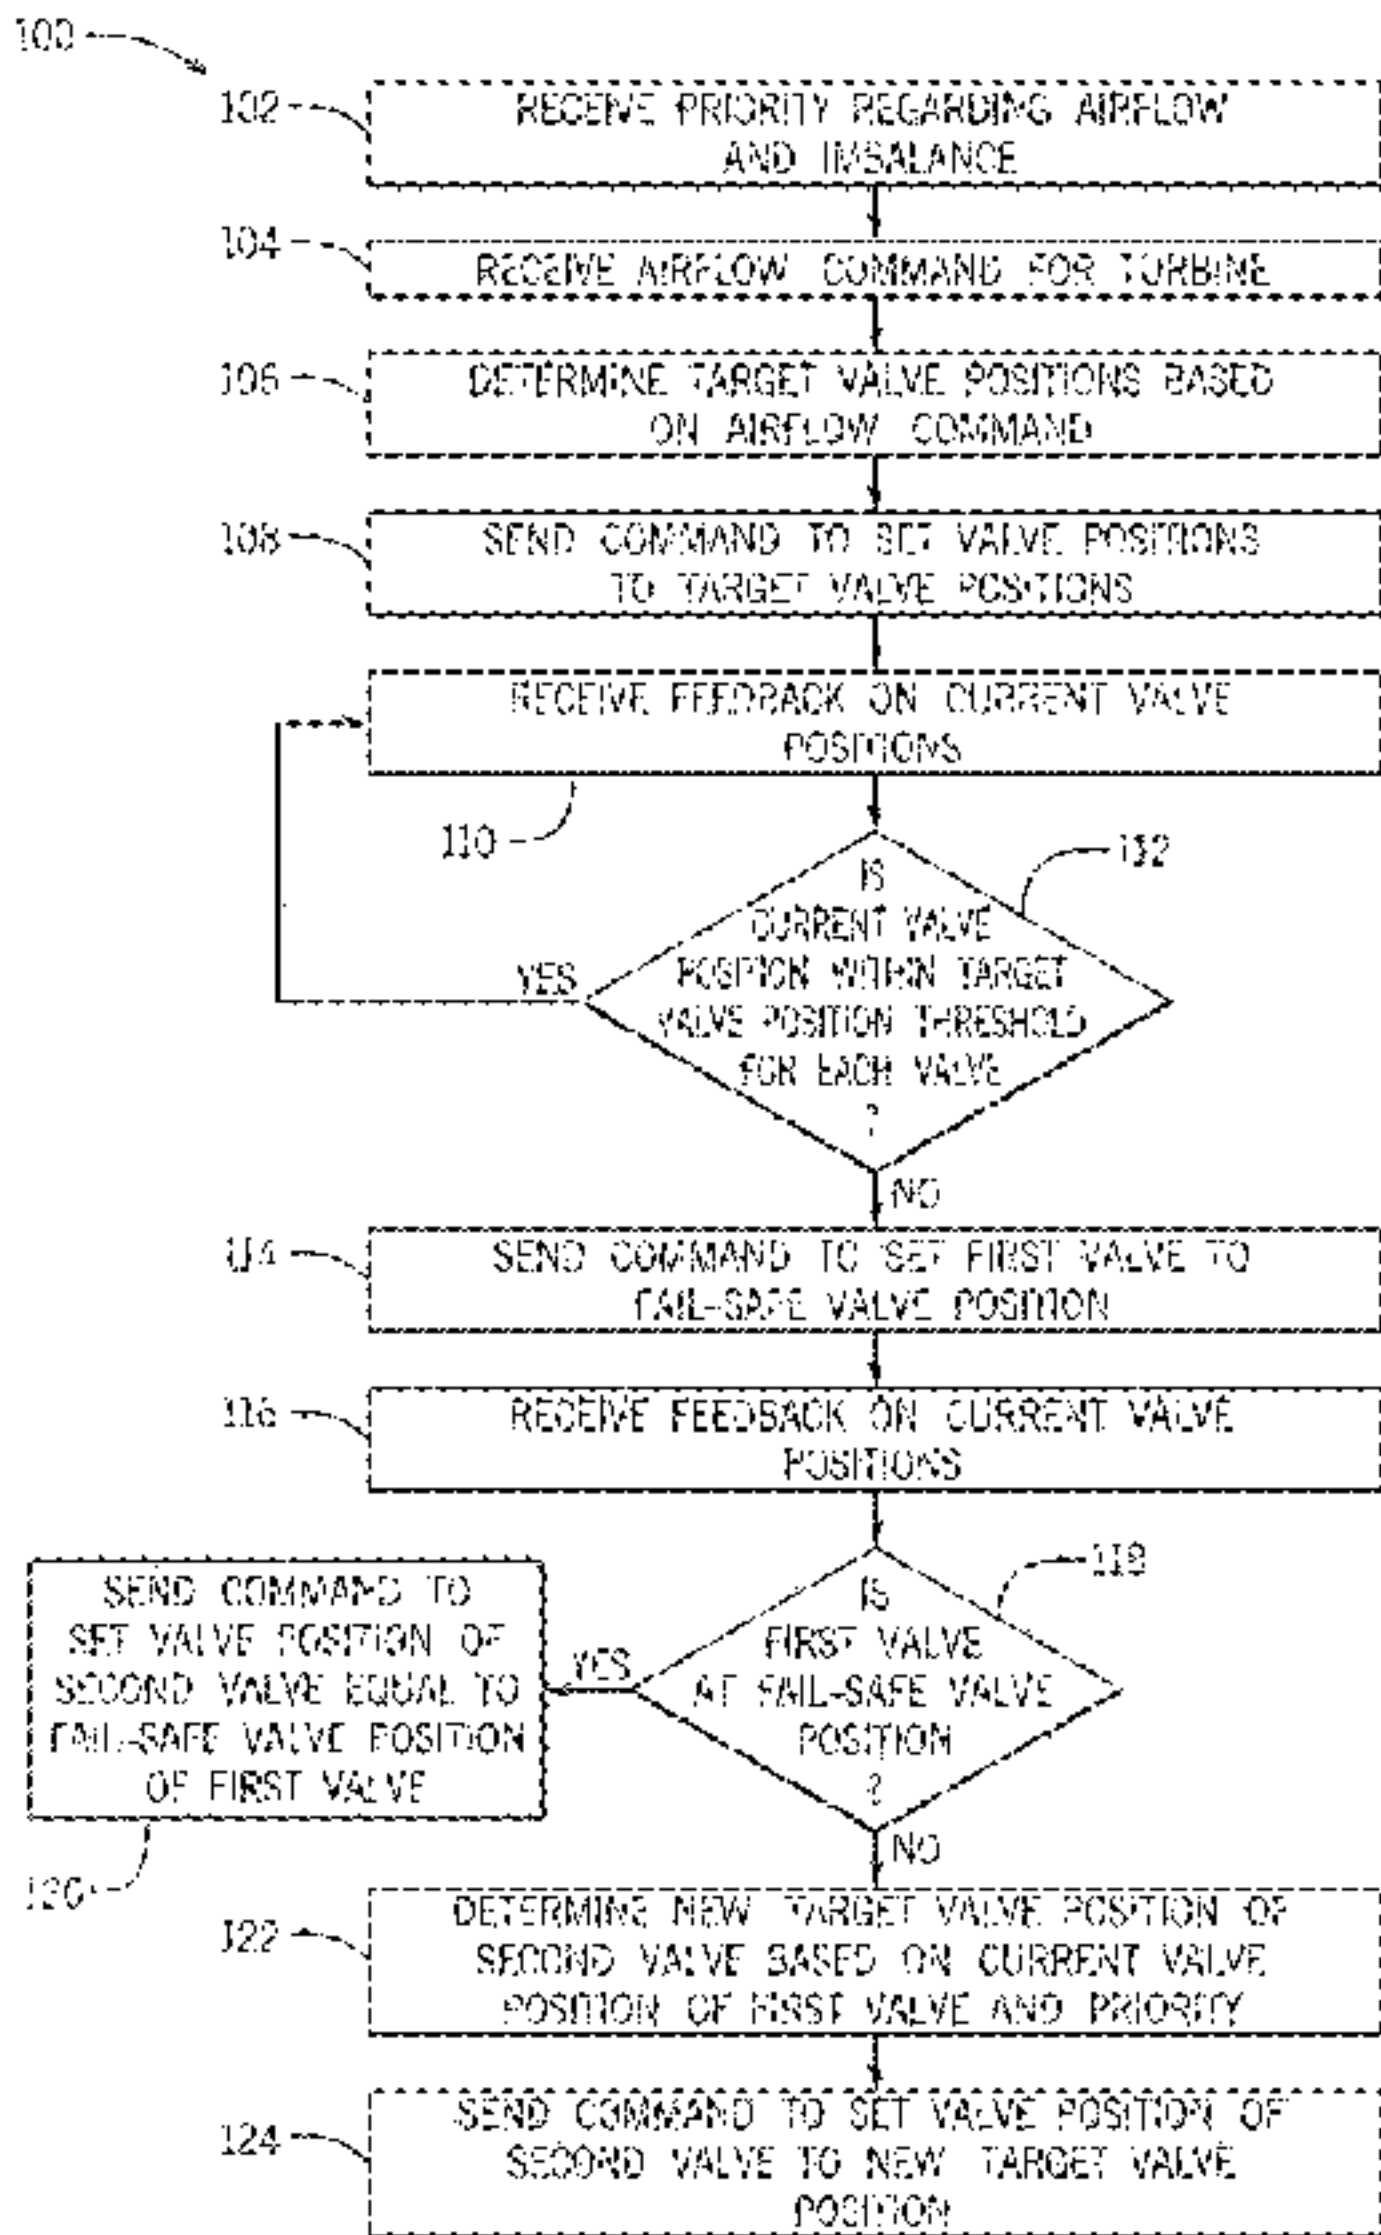 100
102
RECEIVE PRIORITY REGARDING AIRFLOW
AND IMBALANCE
104
RECEIVE AIRFLOW COMMAND FOR TURBINE
106
DETERMINE TARGET VALVE POSITIONS BASED
ON AIRFLOW COMMAND
108
SEND COMMAND TO SET VALVE POSITIONS
TO TARGET VALVE POSITIONS
RECEIVE FEEDBACK ON CURRENT VALVE
POSITIONS
110
112
IS
CURRENT VALVE
POSITION WITHIN TARGET
VALVE POSITION THRESHOLD
FOR EACH VALVE
?
YES
NO
114
SEND COMMAND TO SET FIRST VALVE TO
FAIL-SAFE VALVE POSITION
116
RECEIVE FEEDBACK ON CURRENT VALVE
POSITIONS
118
IS
FIRST VALVE
AT FAIL-SAFE VALVE
POSITION
?
YES
SEND COMMAND TO
SET VALVE POSITION OF
SECOND VALVE EQUAL TO
FAIL-SAFE VALVE POSITION
OF FIRST VALVE
120
NO
122
DETERMINE NEW TARGET VALVE POSITION OF
SECOND VALVE BASED ON CURRENT VALVE
POSITION OF FIRST VALVE AND PRIORITY
124
SEND COMMAND TO SET VALVE POSITION OF
SECOND VALVE TO NEW TARGET VALVE
POSITION